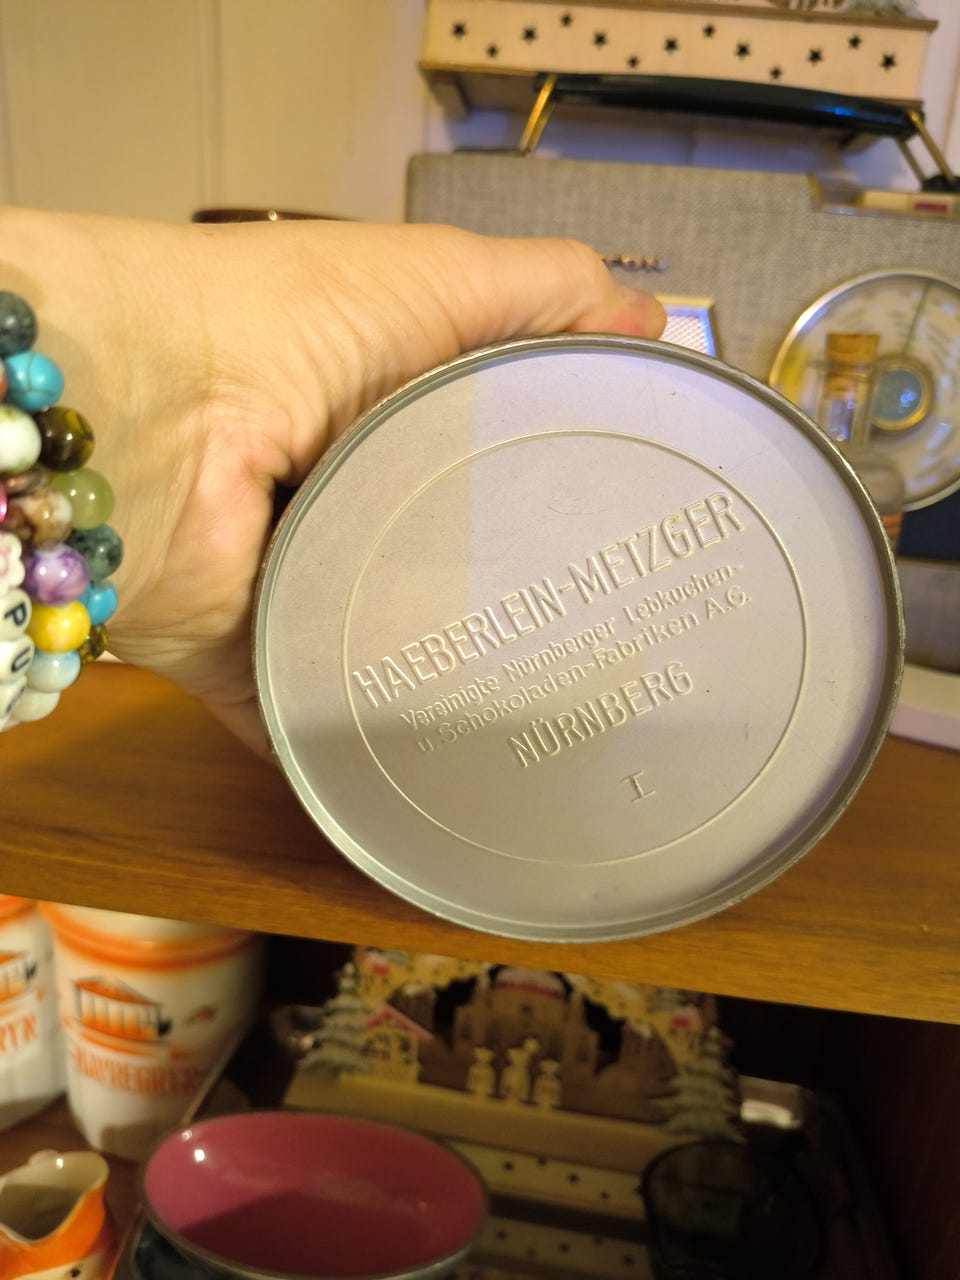 HAEBERLEIN-METZGER
Vereinigte Nürnberger Lebkuchen-
u. Schokoladen-Fabriken A.G.
NÜRNBERG
I
P
U